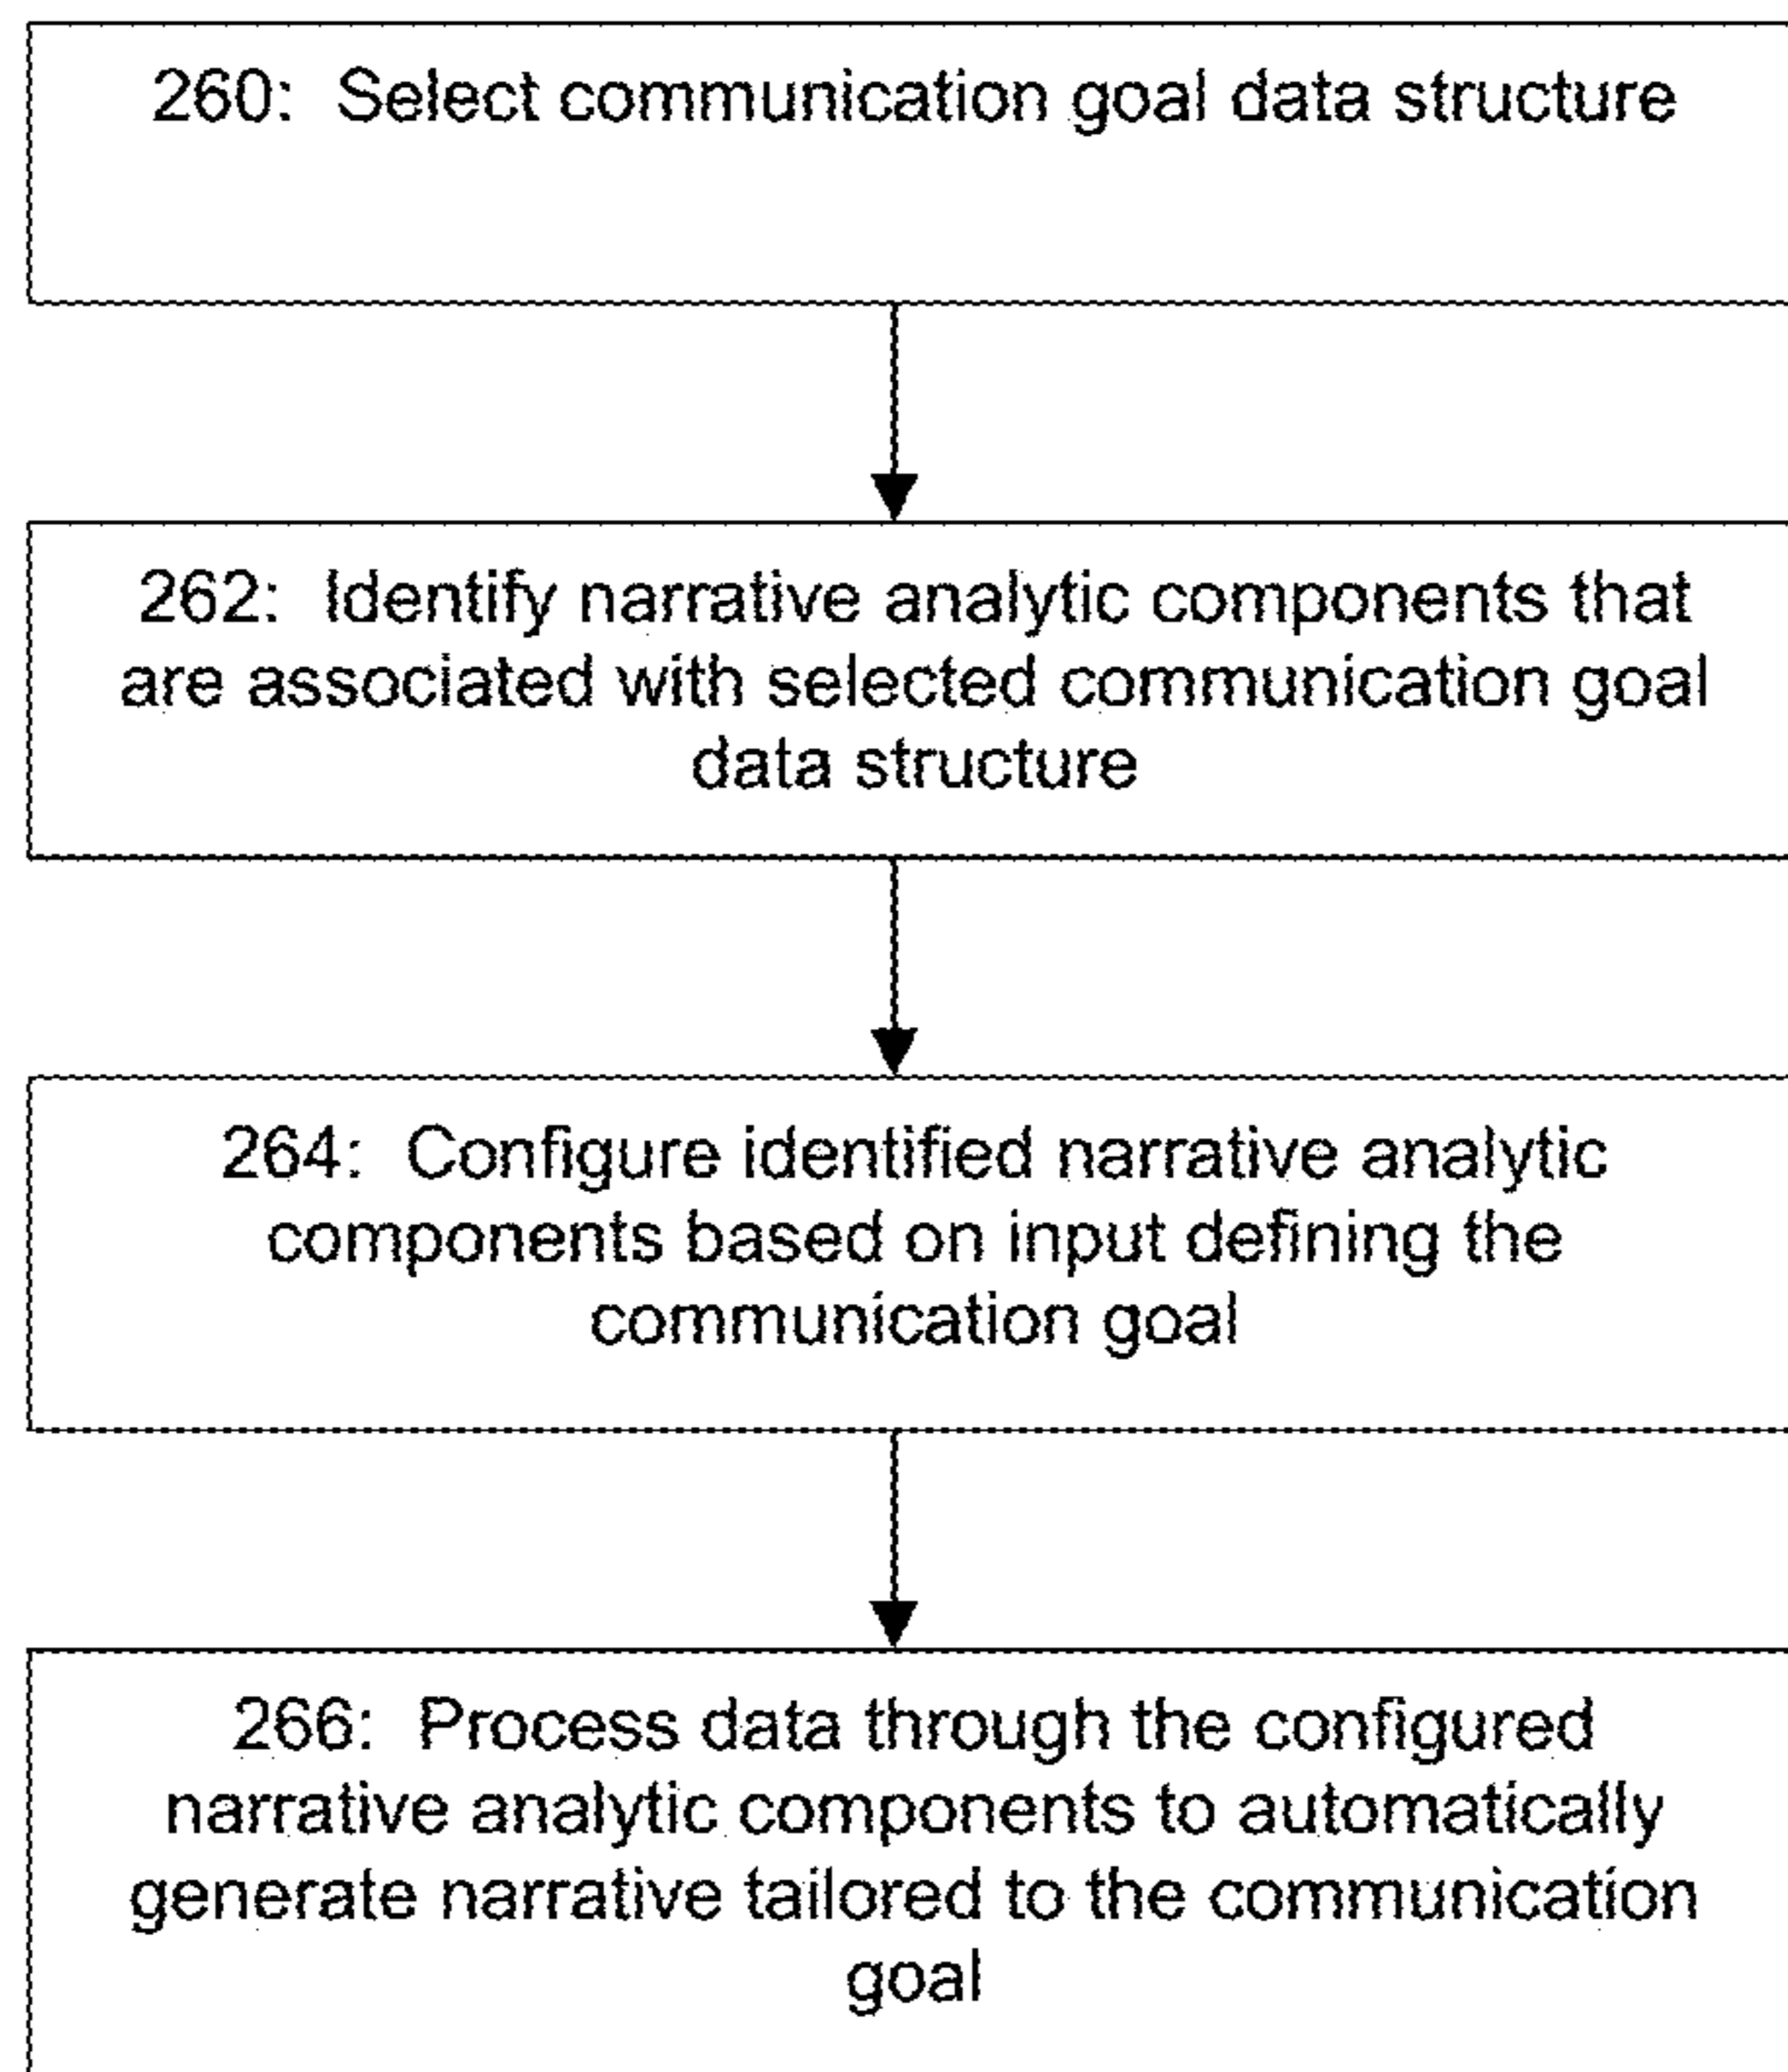 260: Select communication goal data structure
262: Identify narrative analytic components that
are associated with selected communication goal
data structure
264: Configure identified narrative analytic
components based on input defining the
communication goal
266: Process data through the configured
narrative analytic components to automatically
generate narrative tailored to the communication
goal